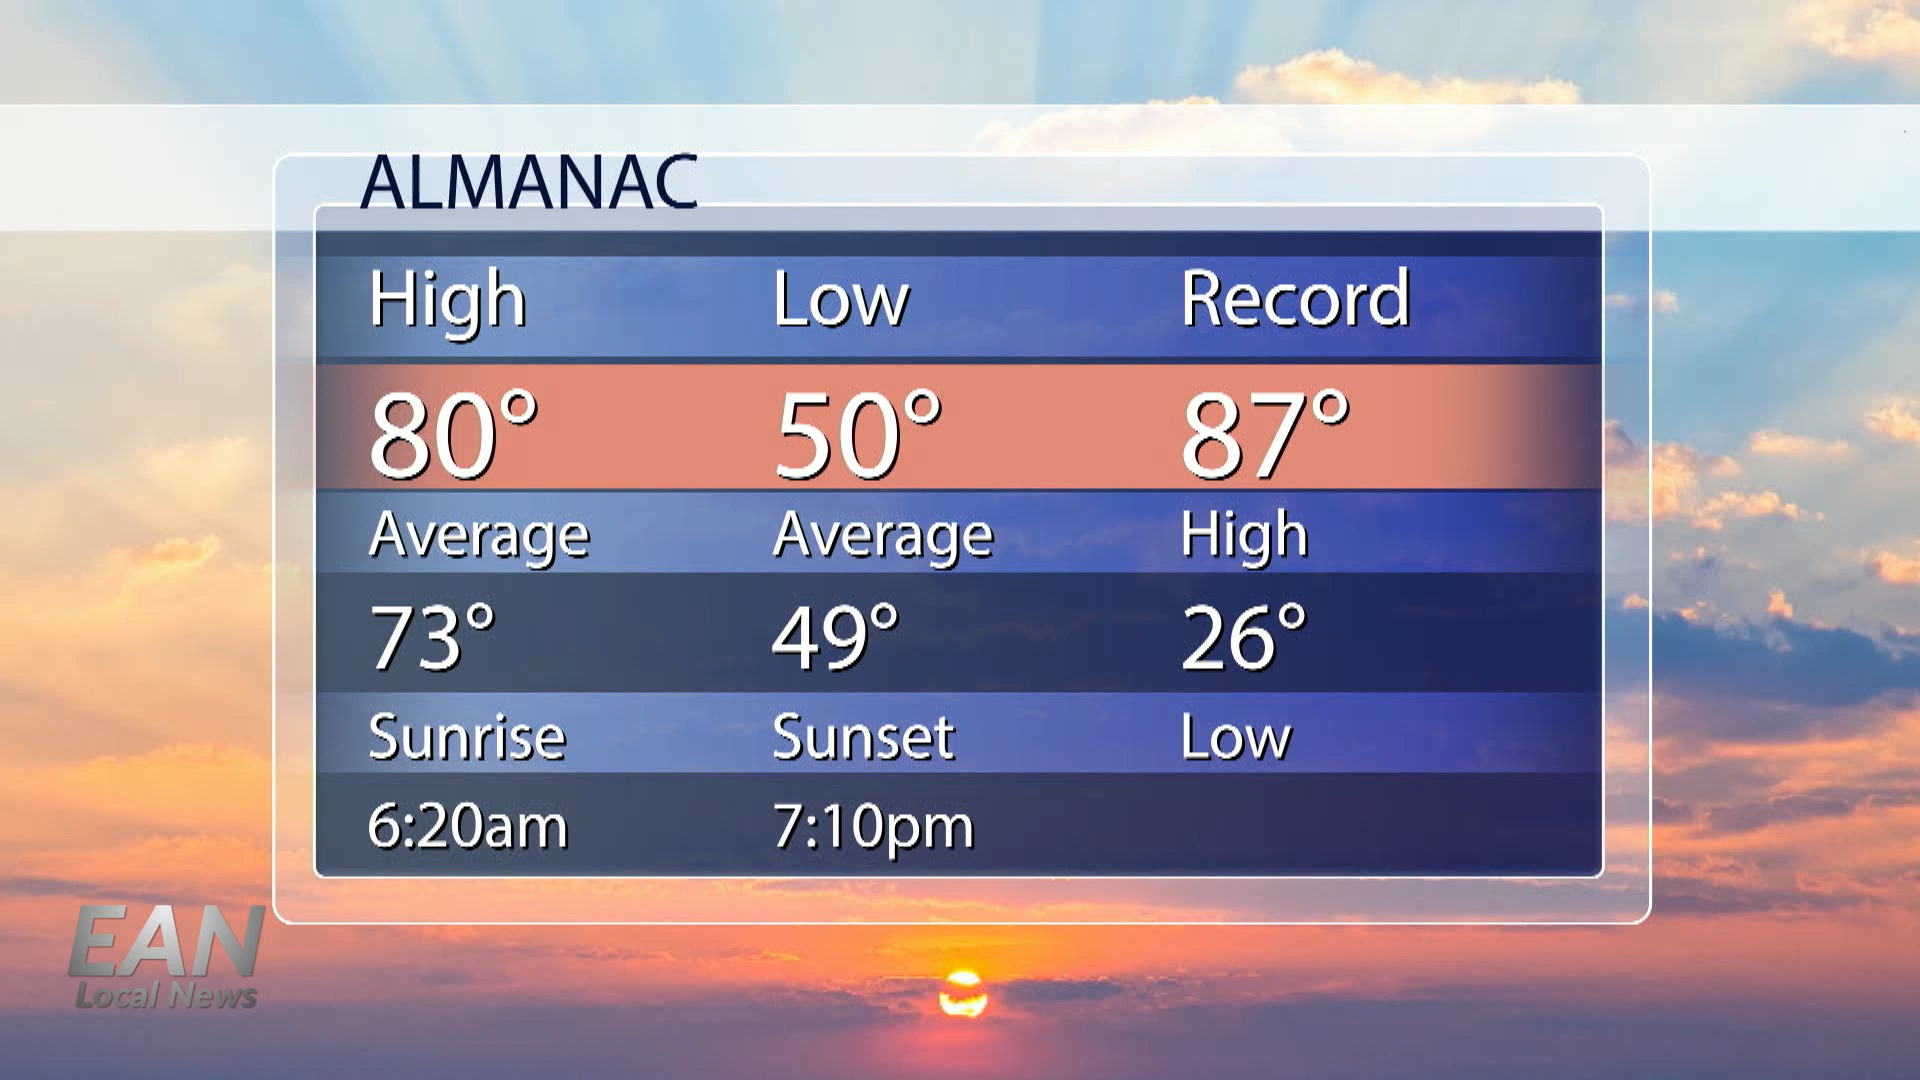 ALMANAC
High Low Record
80° 50° 87°
Average Average High
73° 49° 26°
Sunrise Sunset Low
6:20am 7:10pm
EAN
Local News